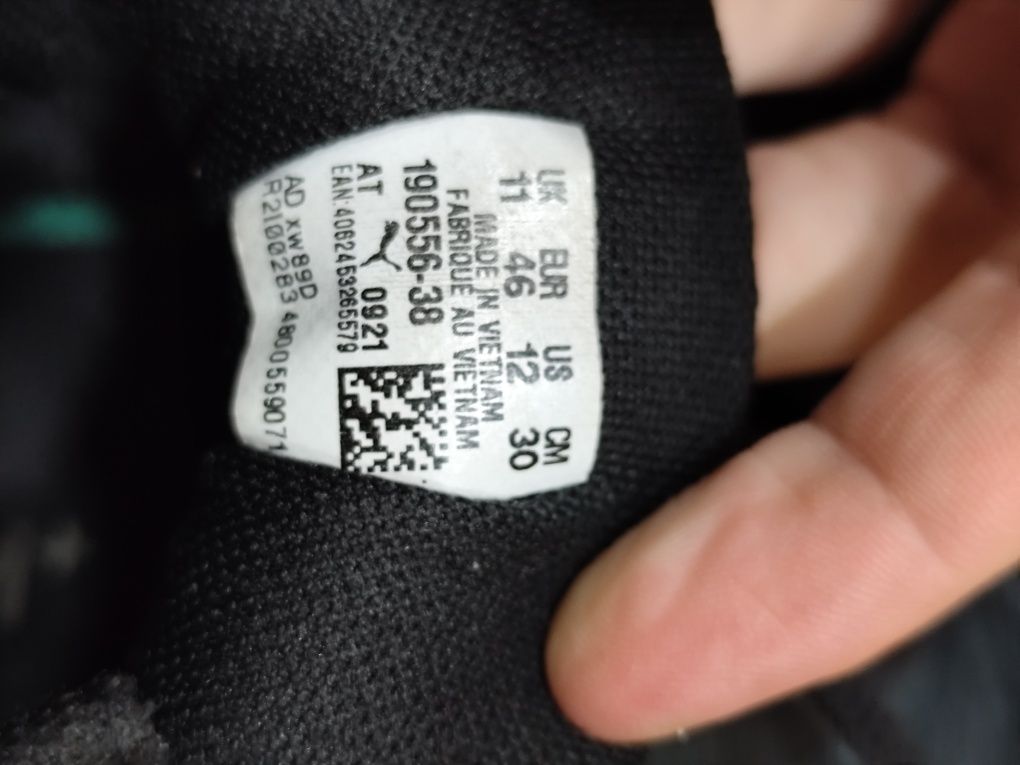 UK EUR US CM
11 46 12 30
MADE IN VIETNAM
FABRIQUE AU VIETNAM
190556-38
AT 0921
EAN:4062453265579
AD xW89D
R2100283 4800559071